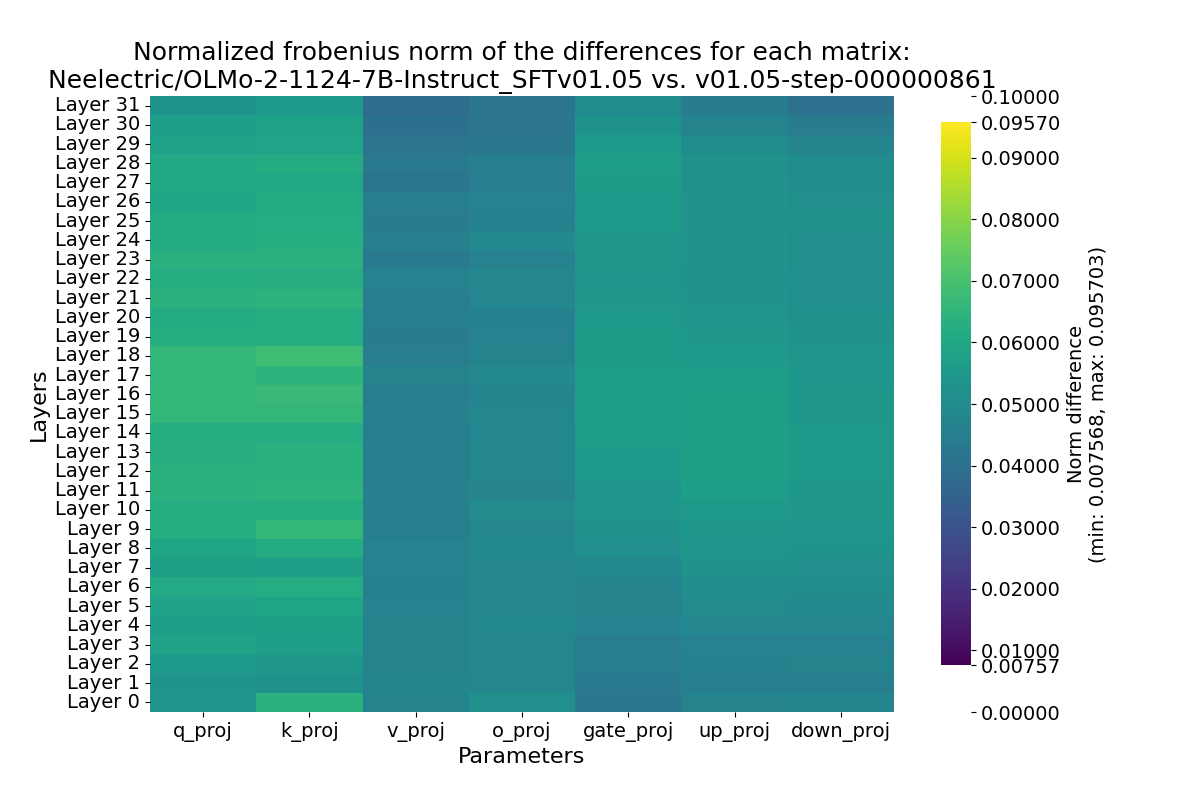 Normalized frobenius norm of the differences for each matrix:
Neelectric/OLMo-2-1124-7B-Instruct_SFTv01.05 vs. v01.05-step-000000861
Layers
Layer 31
Layer 30
Layer 29
Layer 28
Layer 27
Layer 26
Layer 25
Layer 24
Layer 23
Layer 22
Layer 21
Layer 20
Layer 19
Layer 18
Layer 17
Layer 16
Layer 15
Layer 14
Layer 13
Layer 12
Layer 11
Layer 10
Layer 9
Layer 8
Layer 7
Layer 6
Layer 5
Layer 4
Layer 3
Layer 2
Layer 1
Layer 0
q_proj k_proj v_proj o_proj gate_proj up_proj down_proj
Parameters
0.10000
0.09570
0.09000
0.08000
0.07000
0.06000
0.05000
0.04000
0.03000
0.02000
0.01000
0.00757
0.00000
Norm difference
(min: 0.007568, max: 0.095703)